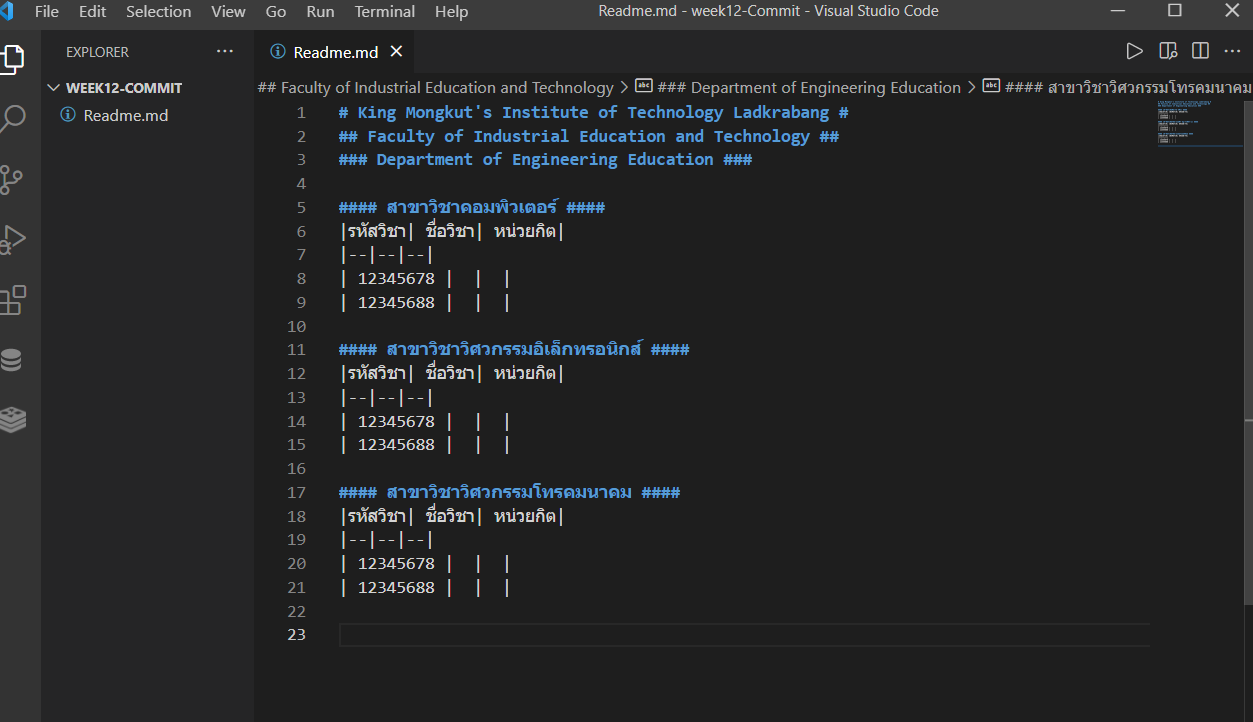 File Edit Selection View Go Run Terminal Help Readme.md - week12-Commit - Visual Studio Code
EXPLORER ···
Readme.md
## Faculty of Industrial Education and Technology > ### Department of Engineering Education > #### สาขาวิชาวิศวกรรมโทรคมนาคม
WEEK12-COMMIT
Readme.md
1 # King Mongkut's Institute of Technology Ladkrabang #
2 ## Faculty of Industrial Education and Technology ##
3 ### Department of Engineering Education ###
4
5 #### สาขาวิชาคอมพิวเตอร์ ####
6 |รหัสวิชา| ชื่อวิชา| หน่วยกิต|
7 |--|--|--|
8 | 12345678 | | |
9 | 12345688 | | |
10
11 #### สาขาวิชาวิศวกรรมอิเล็กทรอนิกส์ ####
12 |รหัสวิชา| ชื่อวิชา| หน่วยกิต|
13 |--|--|--|
14 | 12345678 | | |
15 | 12345688 | | |
16
17 #### สาขาวิชาวิศวกรรมโทรคมนาคม ####
18 |รหัสวิชา| ชื่อวิชา| หน่วยกิต|
19 |--|--|--|
20 | 12345678 | | |
21 | 12345688 | | |
22
23